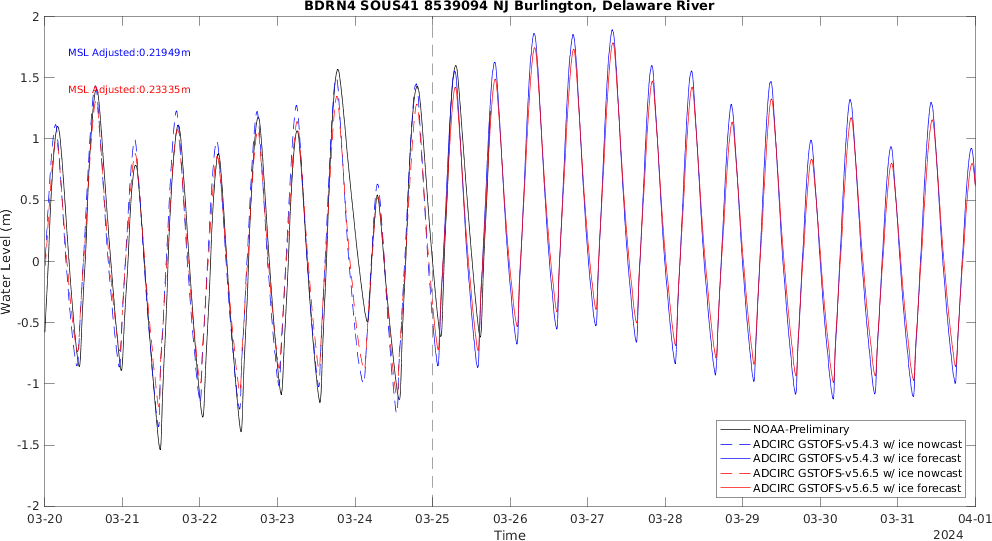 BDRN4 SOUS41 8539094 NJ Burlington, Delaware River
MSL Adjusted:0.21949m
MSL Adjusted:0.23335m
Water Level (m)
2
1.5
1
0.5
0
-0.5
-1
-1.5
-2
NOAA-Preliminary
ADCIRC GSTOFS-v5.4.3 w/ ice nowcast
ADCIRC GSTOFS-v5.4.3 w/ ice forecast
ADCIRC GSTOFS-v5.6.5 w/ ice nowcast
ADCIRC GSTOFS-v5.6.5 w/ ice forecast
03-20 03-21 03-22 03-23 03-24 03-25 03-26 03-27 03-28 03-29 03-30 03-31 04-01
Time
2024